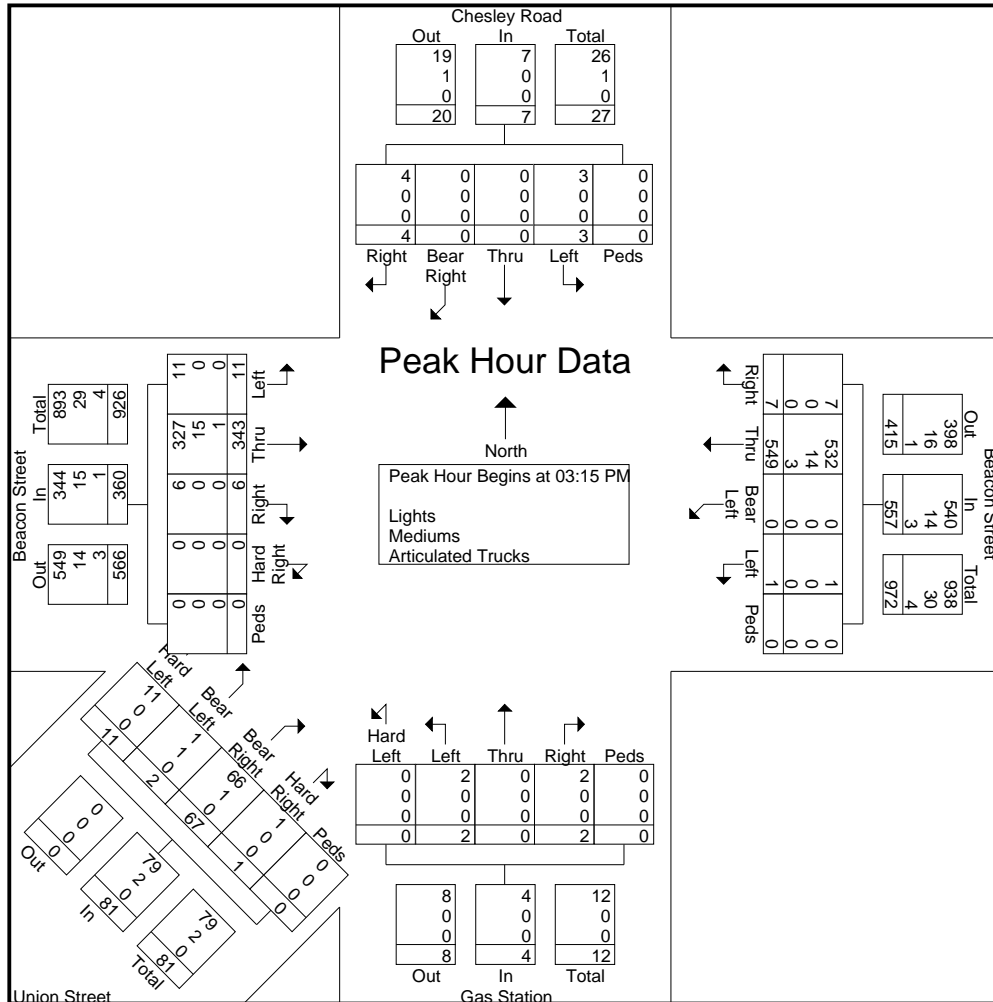 Chesley Road
Out In Total
19 7 26
1 0 1
0 0 0
20 7 27
4 0 0 3 0
0 0 0 0 0
0 0 0 0 0
4 0 0 3 0
Right Bear Right Thru Left Peds
Peak Hour Data
North
Peak Hour Begins at 03:15 PM
Lights
Mediums
Articulated Trucks
Beacon Street
Total In Out
893 344 549
29 15 14
4 1 3
926 360 566
11 0 0 11 Left
327 15 1 343 Thru
6 0 0 6 Right
0 0 0 0 Hard Right
0 0 0 0 Peds
Beacon Street
Out In Total
398 540 938
16 14 30
1 3 4
415 557 972
Right 7 0 0 7
Thru 549 3 14 532
Bear Left 0 0 0 0
Left 1 0 0 1
Peds 0 0 0 0
Hard Left Bear Left Bear Right Hard Right Peds
11 1 66 1 0
0 1 1 0 0
0 0 0 0 0
11 2 67 1 0
0 79 79
0 2 2
0 0 0
0 81 81
Out In Total
Union Street
Hard Left Left Thru Right Peds
0 2 0 2 0
0 0 0 0 0
0 0 0 0 0
0 2 0 2 0
8 4 12
0 0 0
0 0 0
8 4 12
Out In Total
Gas Station